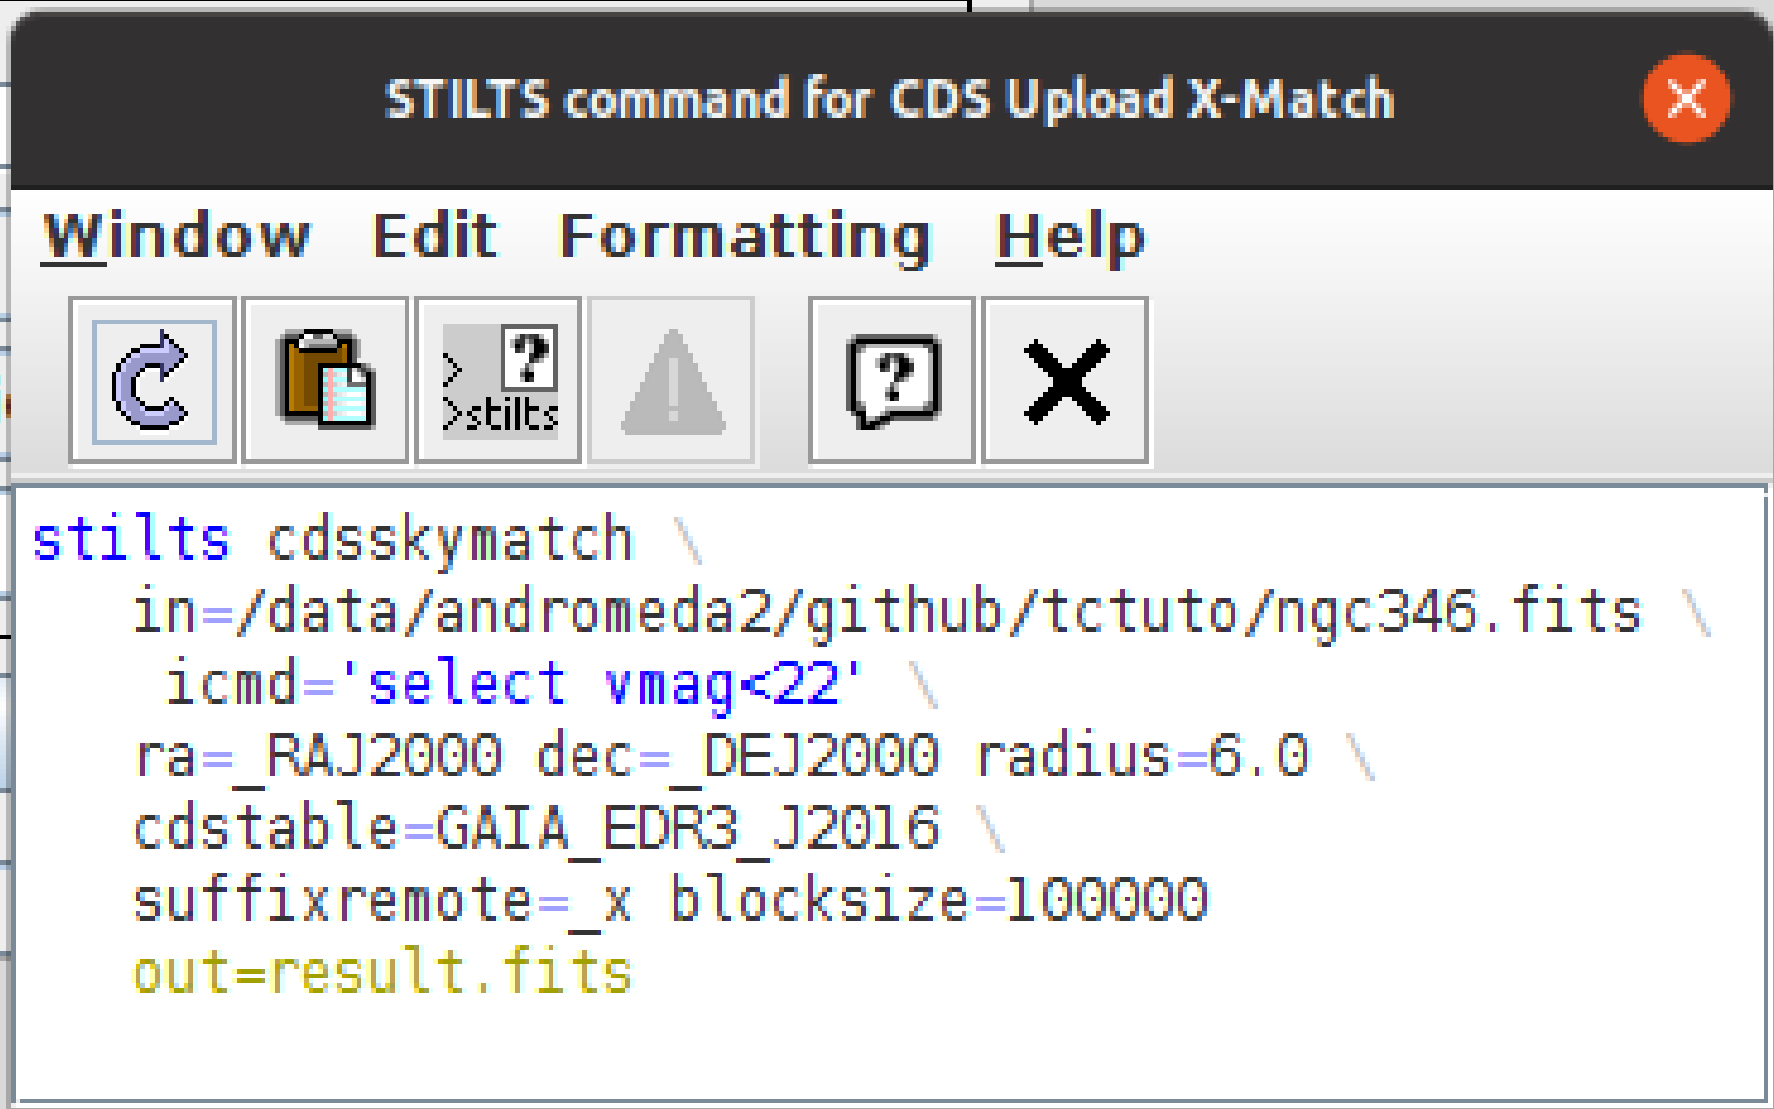 STILTS command for CDS Upload X-Match
Window Edit Formatting Help
>
>stilts
?
?
stilts cdsskymatch \
in=/data/andromeda2/github/tctuto/ngc346.fits \
icmd='select vmag<22' \
ra=_RAJ2000 dec=_DEJ2000 radius=6.0 \
cdstable=GAIA_EDR3_J2016 \
suffixremote=_x blocksize=100000
out=result.fits